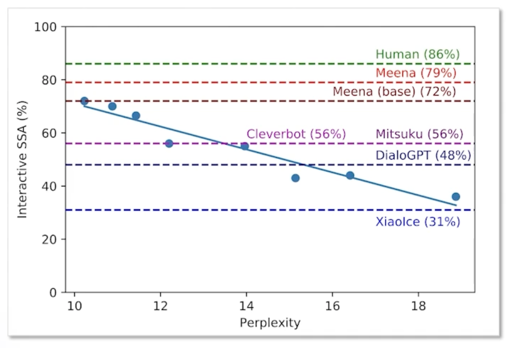 100
Human (86%)
Meena (79%)
80
Meena (base) (72%)
60
Cleverbot (56%) Mitsuku (56%)
DialoGPT (48%)
40
XiaoIce (31%)
20
0
Interactive SSA (%)
10 12 14 16 18
Perplexity